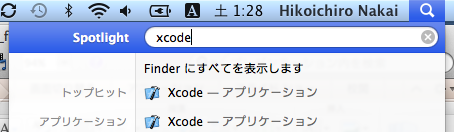 土 1:28 Hikoichiro Nakai
Spotlight xcode
Finder にすべてを表示します
トップヒット Xcode — アプリケーション
アプリケーション Xcode — アプリケーション